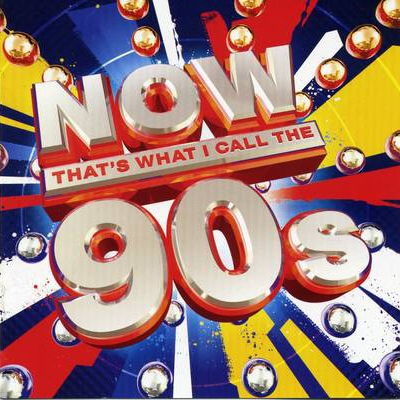 NOW
THAT'S WHAT I CALL THE
90s